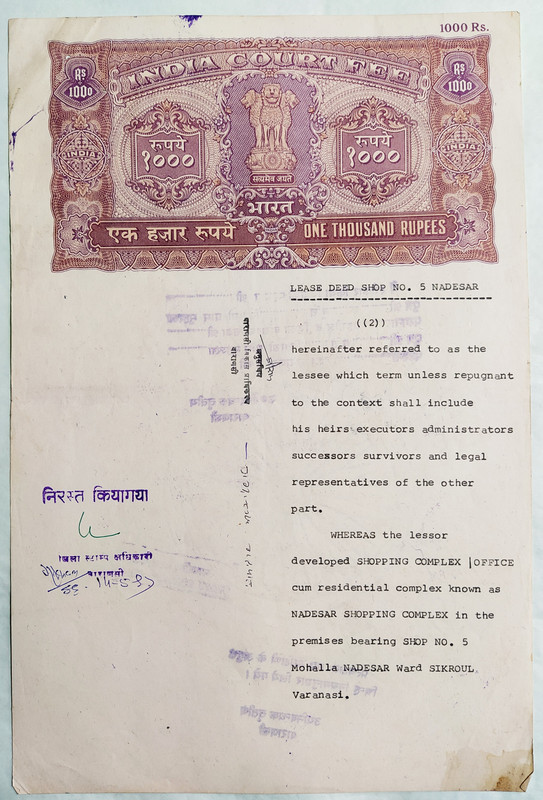 1000 Rs.
INDIA COURT FEE
Rs
1000
Rs
1000
रूपये
१०००
रूपये
१०००
INDIA
INDIA
सत्यमेव जयते
भारत
एक हज़ार रूपये
ONE THOUSAND RUPEES
LEASE DEED SHOP NO. 5 NADESAR
((2))
hereinafter referred to as the
lessee which term unless repugnant
to the context shall include
his heirs executors administrators
successors survivors and legal
representatives of the other
part.
WHEREAS the lessor
developed SHOPPING COMPLEX |OFFICE
cum residential complex known as
NADESAR SHOPPING COMPLEX in the
premises bearing SHOP NO. 5
Mohalla NADESAR Ward SIKROUL
Varanasi.
निरस्त कियागया
जिला स्टाम्प अधिकारी
वाराणसी